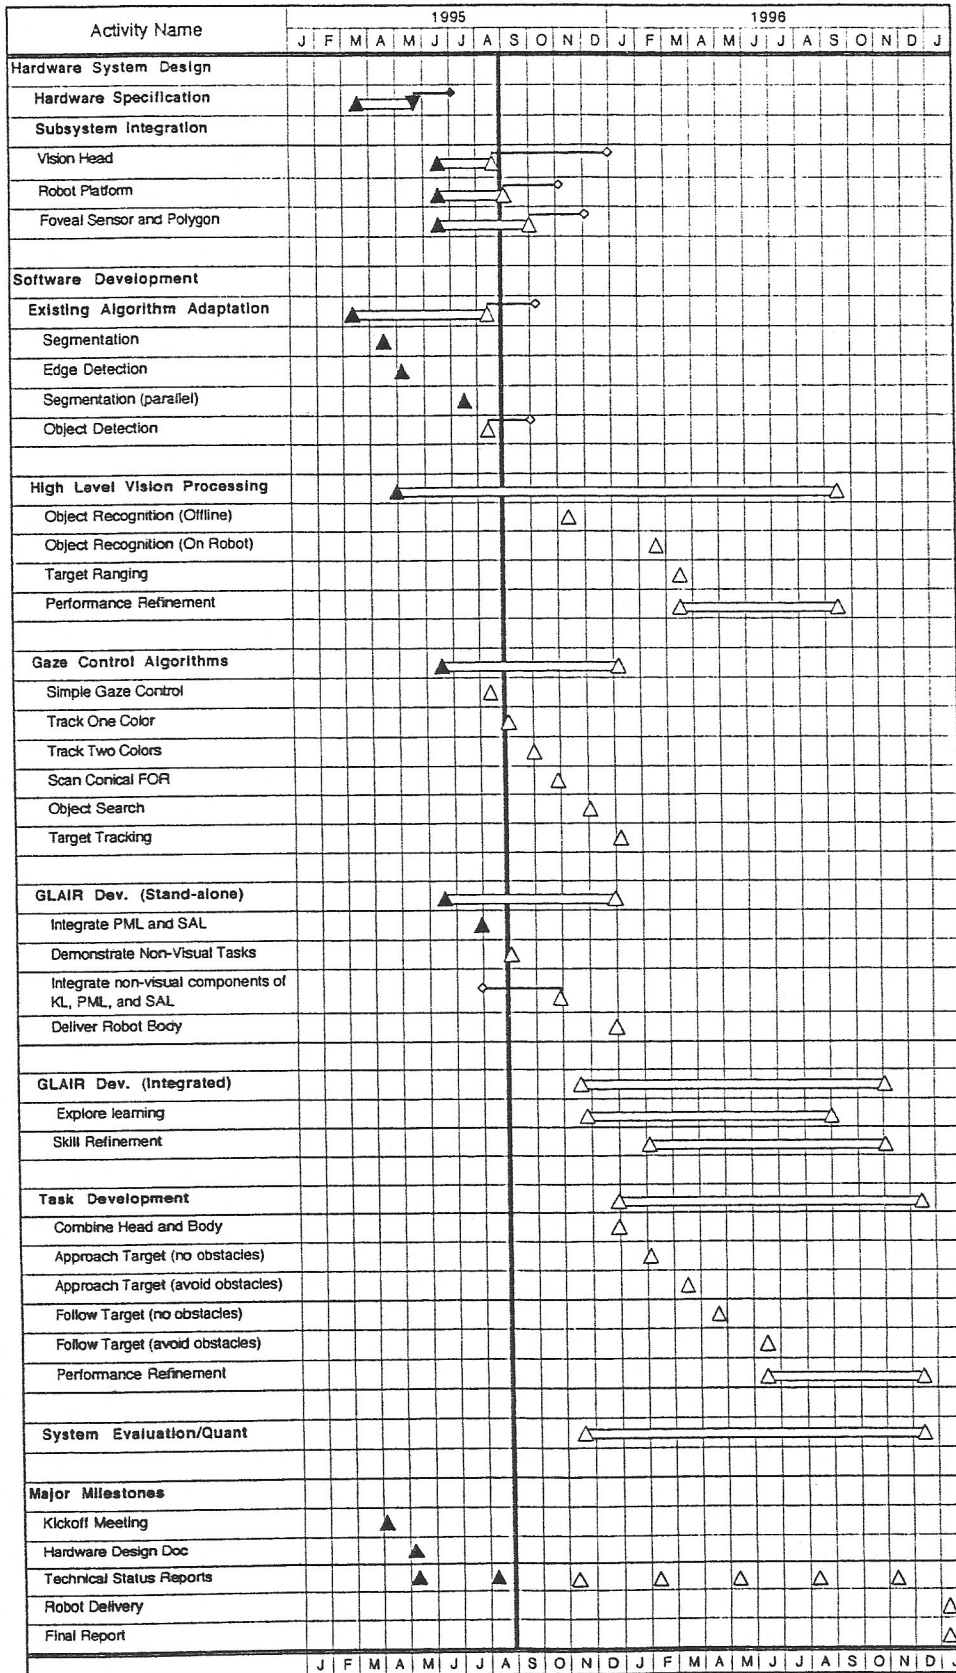 1995 1996
Activity Name
J F M A M J J A S O N D J F M A M J J A S O N D J
Hardware System Design
Hardware Specification
Subsystem Integration
Vision Head
Robot Platform
Foveal Sensor and Polygon
Software Development
Existing Algorithm Adaptation
Segmentation
Edge Detection
Segmentation (parallel)
Object Detection
High Level Vision Processing
Object Recognition (Offline)
Object Recognition (On Robot)
Target Ranging
Performance Refinement
Gaze Control Algorithms
Simple Gaze Control
Track One Color
Track Two Colors
Scan Conical FOR
Object Search
Target Tracking
GLAIR Dev. (Stand-alone)
Integrate PML and SAL
Demonstrate Non-Visual Tasks
Integrate non-visual components of
KL, PML, and SAL
Deliver Robot Body
GLAIR Dev. (Integrated)
Explore learning
Skill Refinement
Task Development
Combine Head and Body
Approach Target (no obstacles)
Approach Target (avoid obstacles)
Follow Target (no obstacles)
Follow Target (avoid obstacles)
Performance Refinement
System Evaluation/Quant
Major Milestones
Kickoff Meeting
Hardware Design Doc
Technical Status Reports
Robot Delivery
Final Report
J F M A M J J A S O N D J F M A M J J A S O N D J